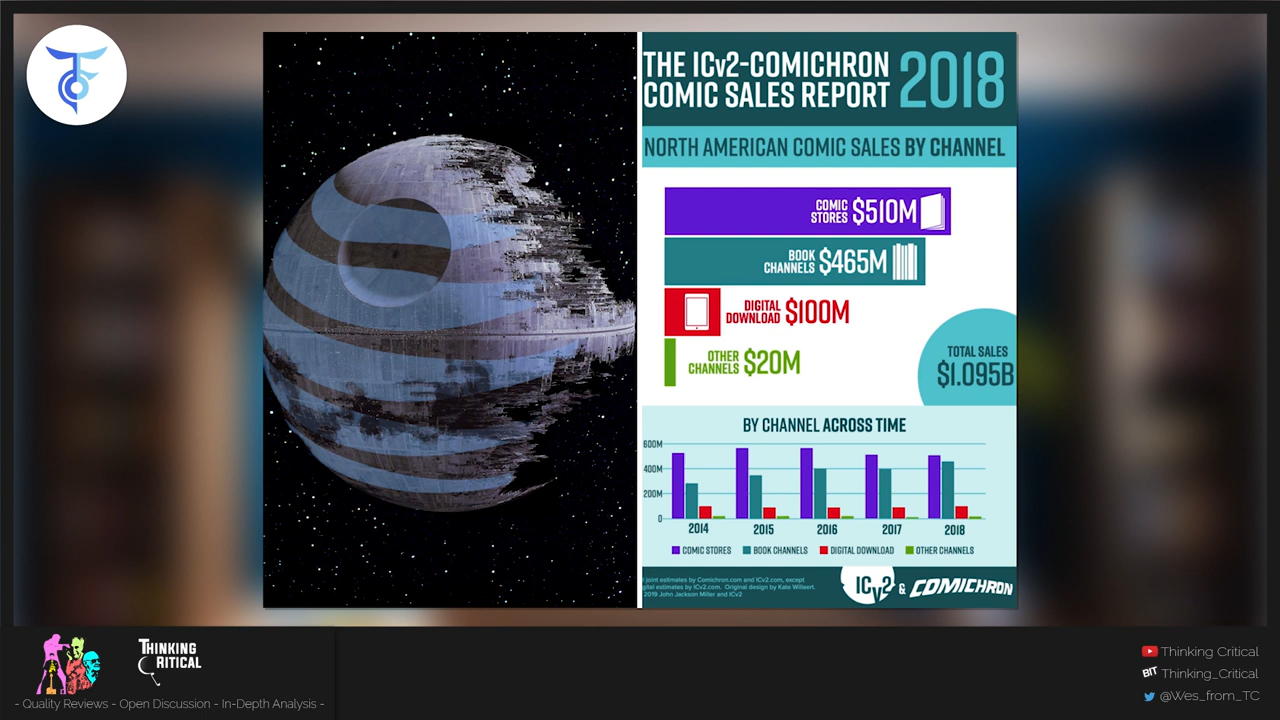 THE ICv2-COMICHRON
COMIC SALES REPORT
2018
NORTH AMERICAN COMIC SALES BY CHANNEL
COMIC
STORES $510M
BOOK
CHANNELS $465M
DIGITAL
DOWNLOAD $100M
OTHER
CHANNELS $20M
TOTAL SALES
$1.095B
BY CHANNEL ACROSS TIME
600M
400M
200M
0
2014 2015 2016 2017 2018
COMIC STORES BOOK CHANNELS DIGITAL DOWNLOAD OTHER CHANNELS
joint estimates by Comichron.com and ICv2.com, except
gital estimates by ICv2.com. Original design by Kate Willaert.
2019 John Jackson Miller and ICv2
ICv2 & COMICHRON
THINKING
CRITICAL
- Quality Reviews - Open Discussion - In-Depth Analysis -
Thinking Critical
BIT Thinking_Critical
@Wes_from_TC